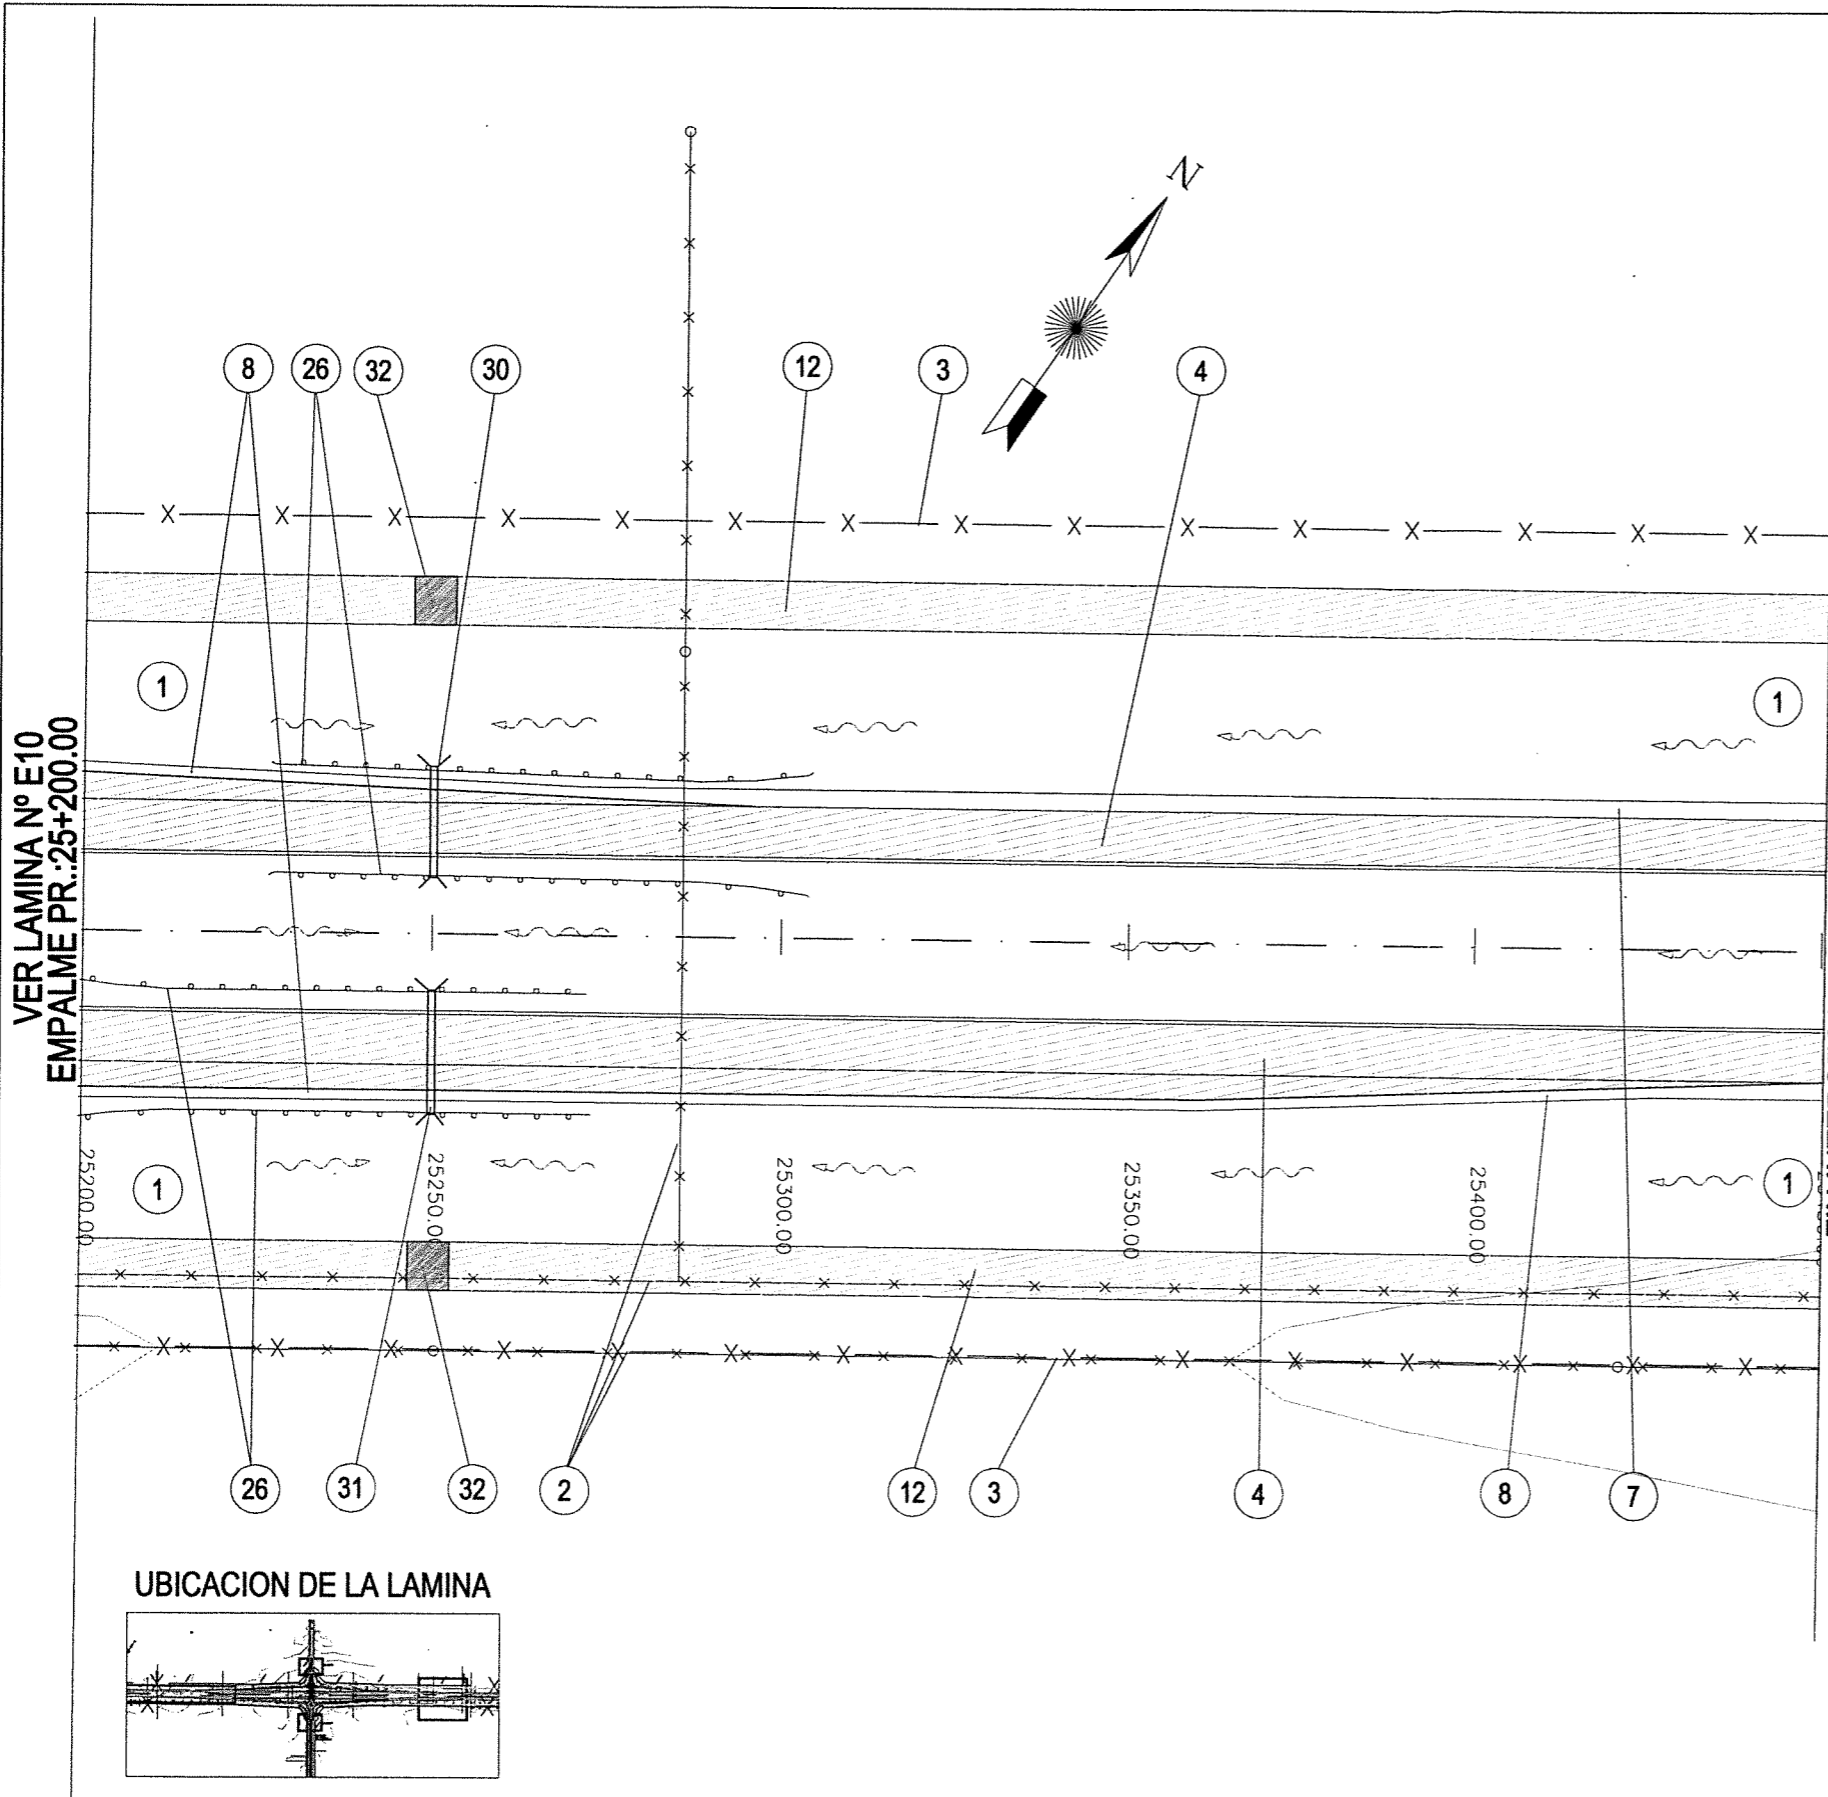 N
8 26 32 30 12 3 4
1 1
VER LAMINA Nº E10
EMPALME PR.:25+200.00
25200.00 25250.00 25300.00 25350.00 25400.00
1 1
26 31 32 2 12 3 4 8 7
UBICACION DE LA LAMINA